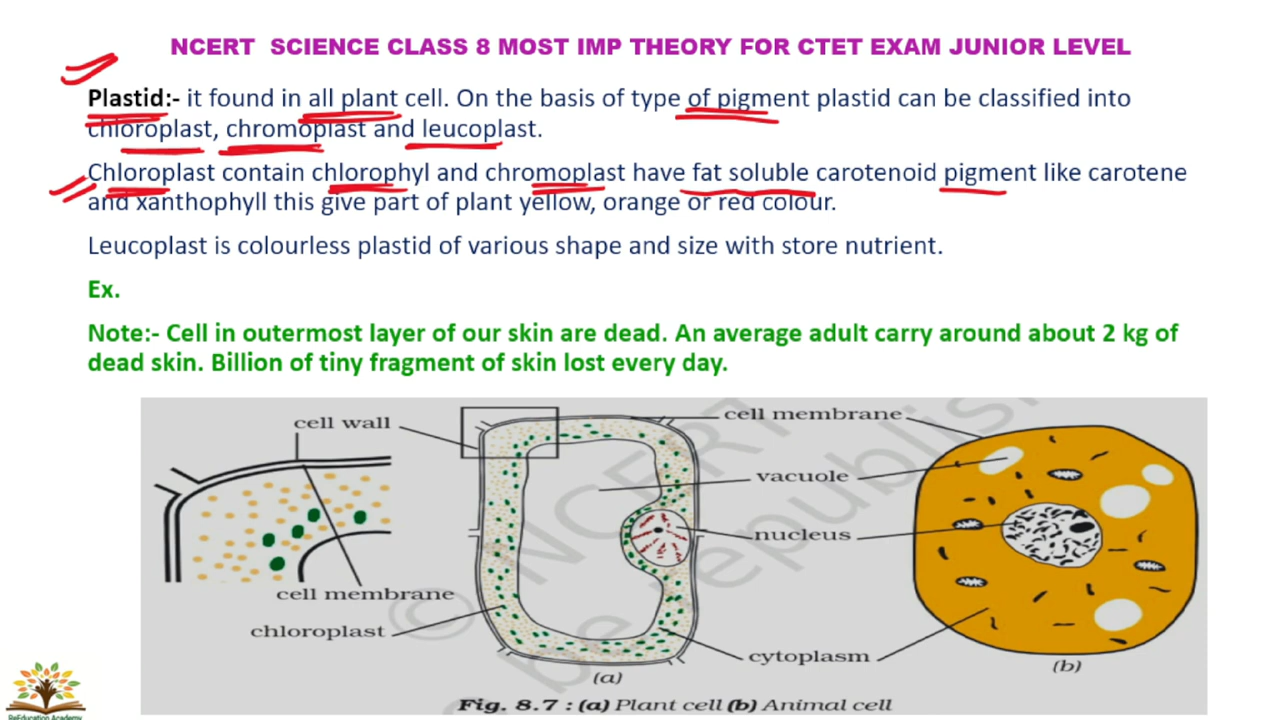 NCERT SCIENCE CLASS 8 MOST IMP THEORY FOR CTET EXAM JUNIOR LEVEL
Plastid:- it found in all plant cell. On the basis of type of pigment plastid can be classified into
chloroplast, chromoplast and leucoplast.
Chloroplast contain chlorophyl and chromoplast have fat soluble carotenoid pigment like carotene
and xanthophyll this give part of plant yellow, orange or red colour.
Leucoplast is colourless plastid of various shape and size with store nutrient.
Ex.
Note:- Cell in outermost layer of our skin are dead. An average adult carry around about 2 kg of
dead skin. Billion of tiny fragment of skin lost every day.
cell wall
cell membrane
vacuole
nucleus
cell membrane
chloroplast
cytoplasm
(a)
(b)
© NCERT
be republish
Fig. 8.7 : (a) Plant cell (b) Animal cell
ReEducation Academy